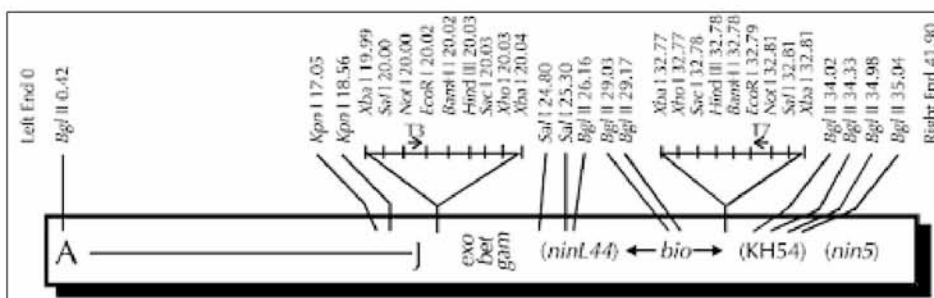 Left End 0
Bgl II 0.42
Kpn I 17.05
Kpn I 18.56
Xba I 19.99
Sal I 20.00
Not I 20.00
EcoR I 20.02
BamH I 20.02
Hind III 20.03
Sac I 20.03
Xho I 20.03
Xba I 20.04
Sal I 24.80
Sal I 25.30
Bgl II 26.16
Bgl II 29.03
Bgl II 29.17
Xba I 32.77
Xho I 32.77
Sac I 32.78
Hind III 32.78
BamH I 32.78
EcoR I 32.79
Not I 32.81
Sal I 32.81
Xba I 32.81
Bgl II 34.02
Bgl II 34.33
Bgl II 34.98
Bgl II 35.04
Right End 41.90
T7
T3
A
J
exo
bet
gam
(ninL44)
bio
(KH54)
(nin5)